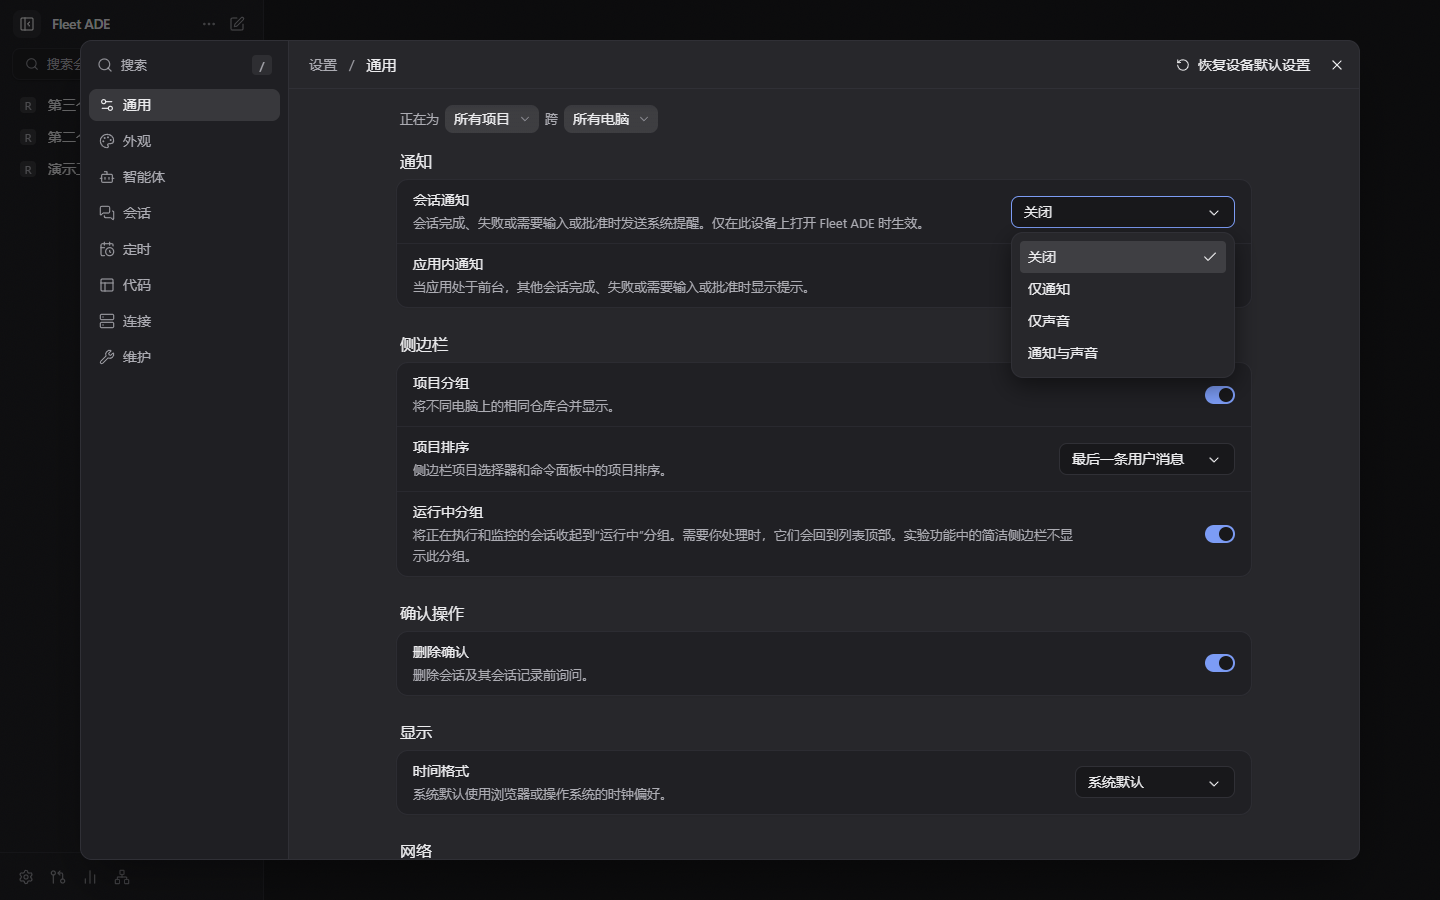 Fleet ADE
搜索
/
设置 / 通用
恢复设备默认设置
R 第三
R 第二
R 演示
通用
外观
智能体
会话
定时
代码
连接
维护
正在为 所有项目 跨 所有电脑
通知
会话通知
会话完成、失败或需要输入或批准时发送系统提醒。仅在此设备上打开 Fleet ADE 时生效。
关闭
关闭
仅通知
仅声音
通知与声音
应用内通知
当应用处于前台，其他会话完成、失败或需要输入或批准时显示提示。
侧边栏
项目分组
将不同电脑上的相同仓库合并显示。
项目排序
侧边栏项目选择器和命令面板中的项目排序。
最后一条用户消息
运行中分组
将正在执行和监控的会话收起到“运行中”分组。需要你处理时，它们会回到列表顶部。实验功能中的简洁侧边栏不显
示此分组。
确认操作
删除确认
删除会话及其会话记录前询问。
显示
时间格式
系统默认使用浏览器或操作系统的时钟偏好。
系统默认
网络